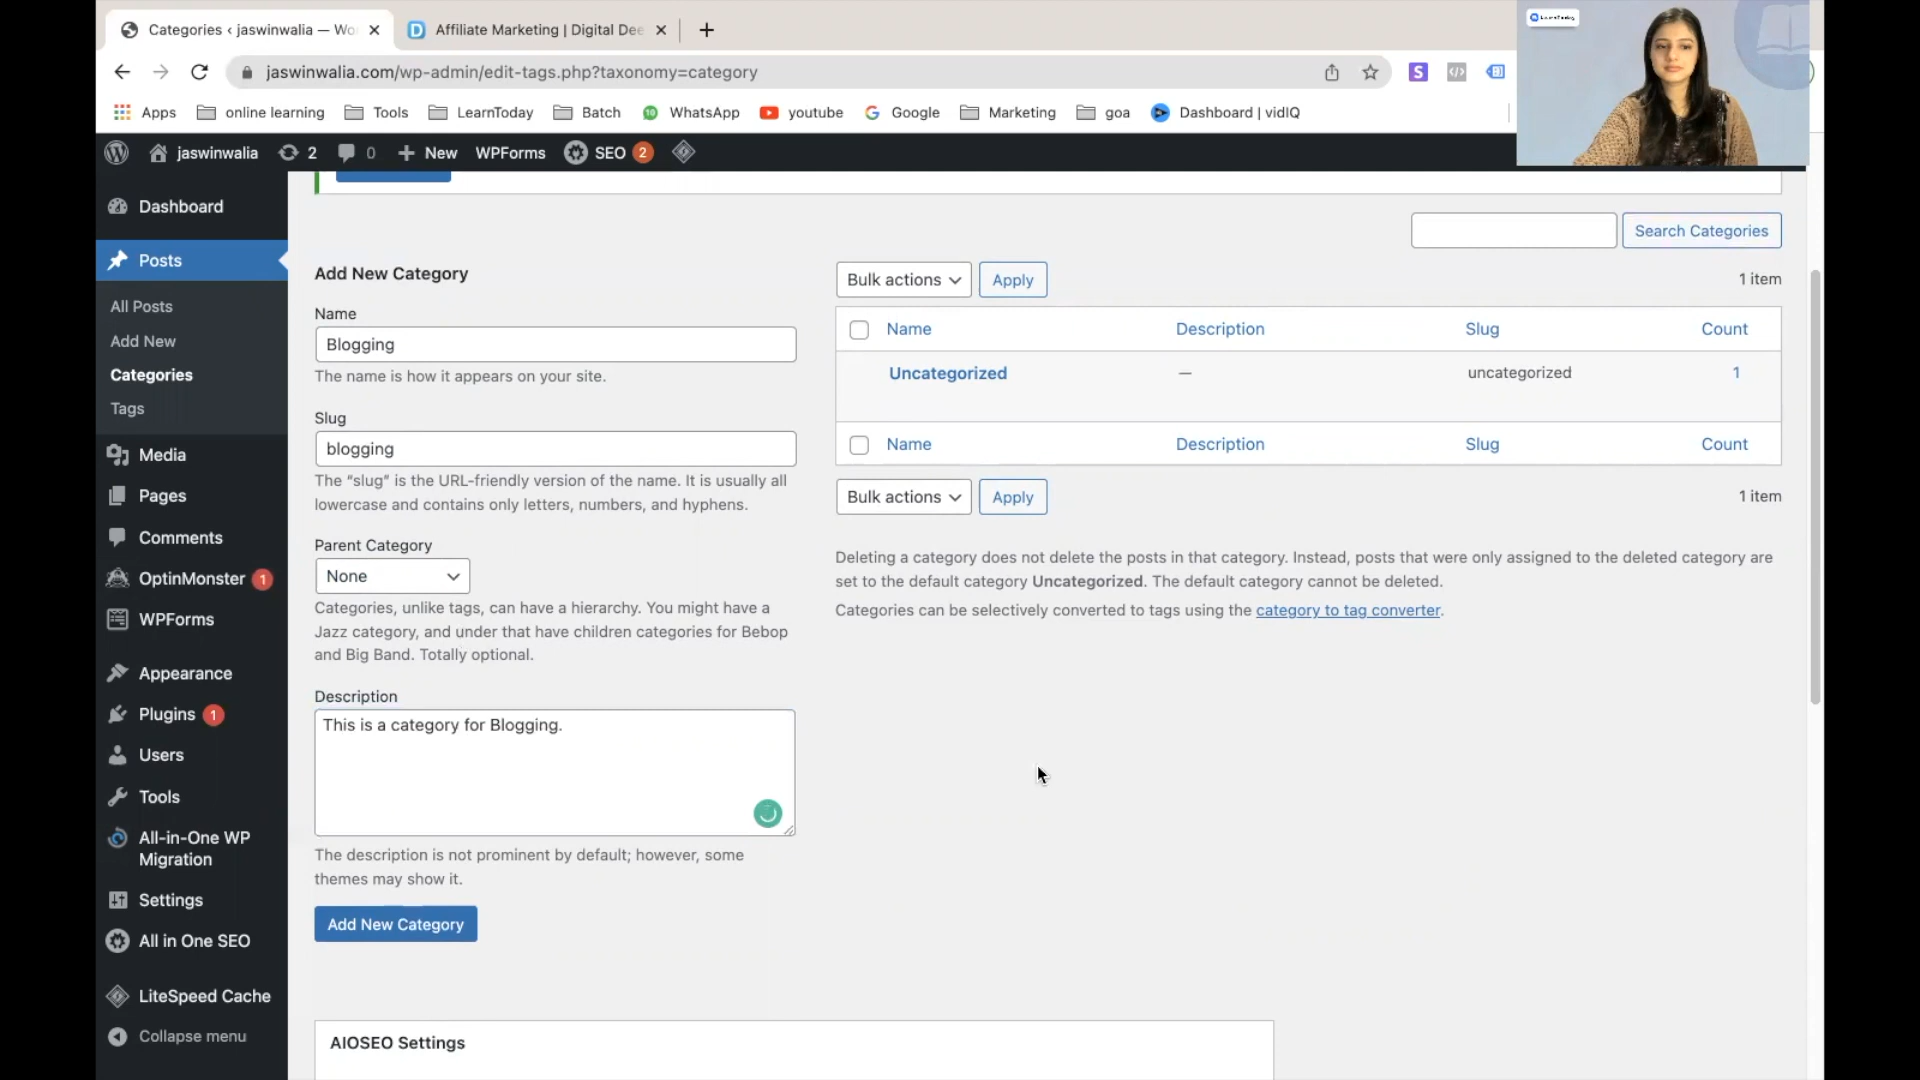 Categories ‹ jaswinwalia — Wo
Affiliate Marketing | Digital Dee
jaswinwalia.com/wp-admin/edit-tags.php?taxonomy=category
Apps
online learning
Tools
LearnToday
Batch
WhatsApp
youtube
Google
Marketing
goa
Dashboard | vidIQ
jaswinwalia
2
0
New
WPForms
SEO
2
Dashboard
Posts
All Posts
Add New
Categories
Tags
Media
Pages
Comments
OptinMonster
1
WPForms
Appearance
Plugins
1
Users
Tools
All-in-One WP
Migration
Settings
All in One SEO
LiteSpeed Cache
Collapse menu
Search Categories
Add New Category
Name
Blogging
The name is how it appears on your site.
Slug
blogging
The “slug” is the URL-friendly version of the name. It is usually all
lowercase and contains only letters, numbers, and hyphens.
Parent Category
None
Categories, unlike tags, can have a hierarchy. You might have a
Jazz category, and under that have children categories for Bebop
and Big Band. Totally optional.
Description
This is a category for Blogging.
The description is not prominent by default; however, some
themes may show it.
Add New Category
AIOSEO Settings
Bulk actions
Apply
1 item
Name
Description
Slug
Count
Uncategorized
—
uncategorized
1
Name
Description
Slug
Count
Bulk actions
Apply
1 item
Deleting a category does not delete the posts in that category. Instead, posts that were only assigned to the deleted category are
set to the default category Uncategorized. The default category cannot be deleted.
Categories can be selectively converted to tags using the category to tag converter.